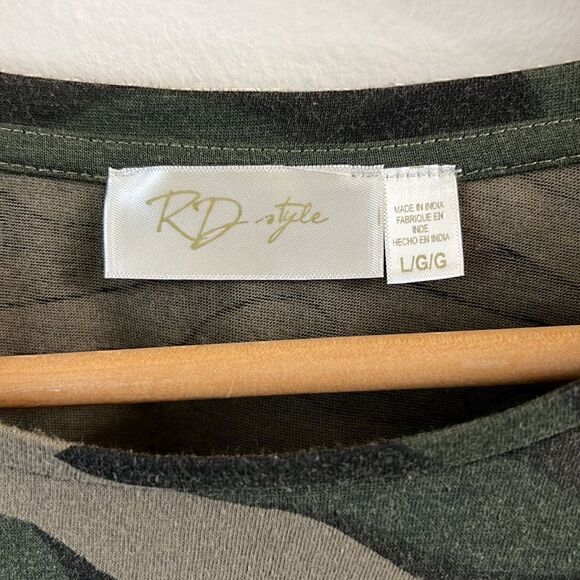 RD style
MADE IN INDIA
FABRIQUE EN
INDE
HECHO EN INDIA
L/G/G